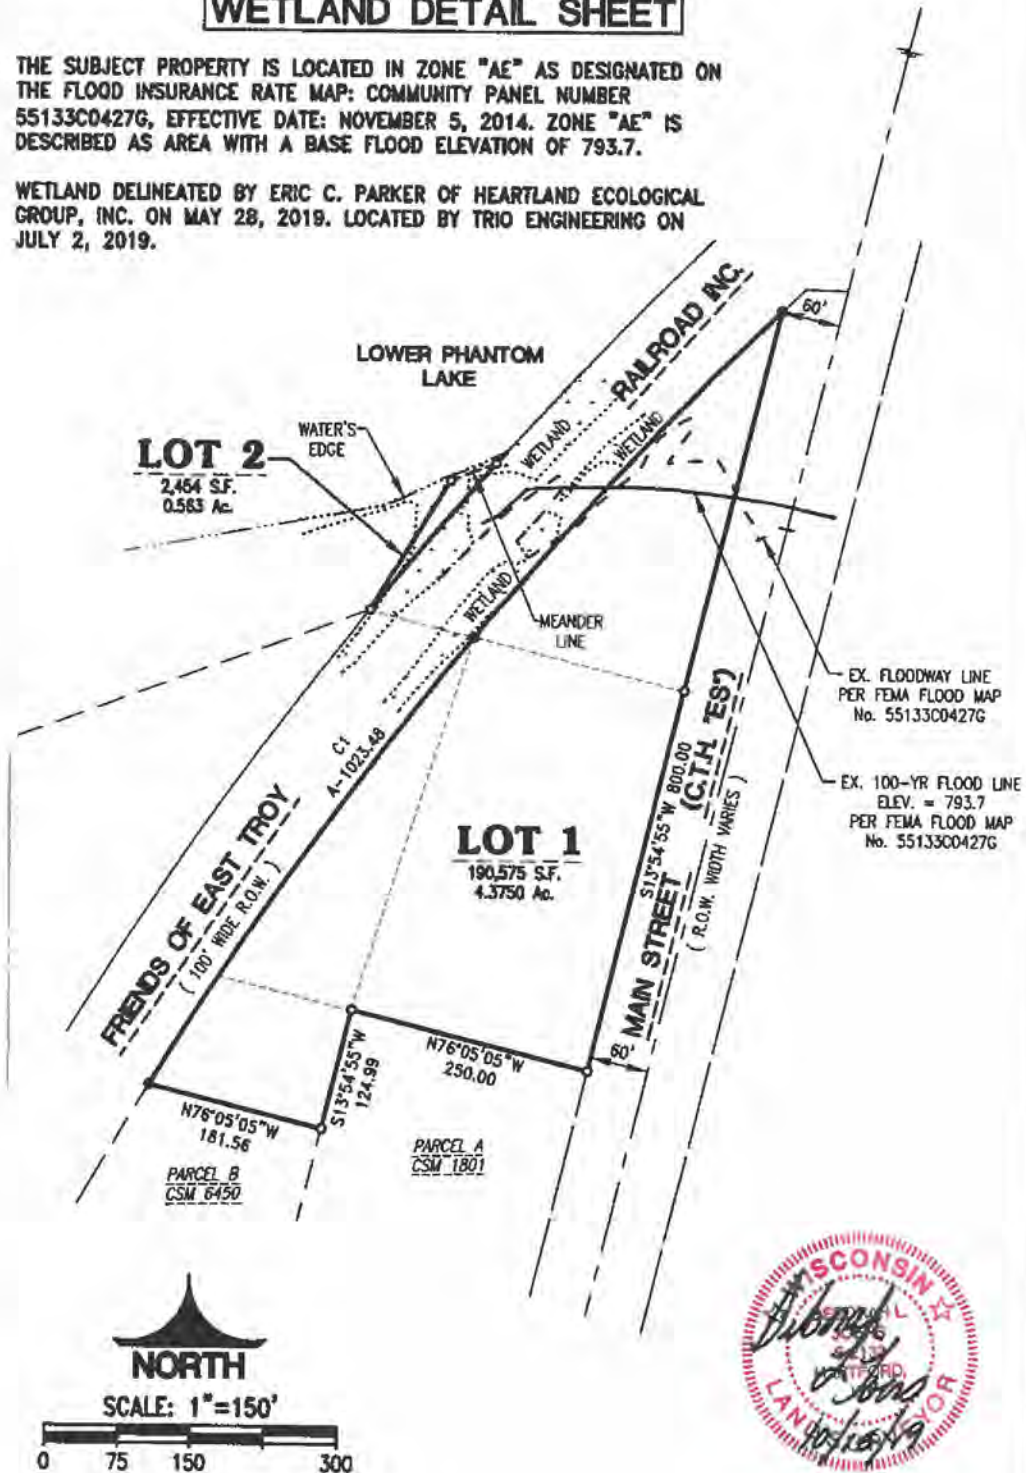 WETLAND DETAIL SHEET
THE SUBJECT PROPERTY IS LOCATED IN ZONE "AE" AS DESIGNATED ON
THE FLOOD INSURANCE RATE MAP: COMMUNITY PANEL NUMBER
55133C0427G, EFFECTIVE DATE: NOVEMBER 5, 2014. ZONE "AE" IS
DESCRIBED AS AREA WITH A BASE FLOOD ELEVATION OF 793.7.
WETLAND DELINEATED BY ERIC C. PARKER OF HEARTLAND ECOLOGICAL
GROUP, INC. ON MAY 28, 2019. LOCATED BY TRIO ENGINEERING ON
JULY 2, 2019.
60'
RAILROAD INC.
LOWER PHANTOM
LAKE
WATER'S
EDGE
LOT 2
2,454 S.F.
0.563 Ac.
WETLAND
WETLAND
WETLAND
MEANDER
LINE
EX. FLOODWAY LINE
PER FEMA FLOOD MAP
No. 55133C0427G
EX. 100-YR FLOOD LINE
ELEV. = 793.7
PER FEMA FLOOD MAP
No. 55133C0427G
C1
A-1023.48
LOT 1
190,575 S.F.
4.3750 Ac.
S13°54'55"W 800.00
MAIN STREET (C.T.H. "ES")
( R.O.W. WIDTH VARIES )
FRIENDS OF EAST TROY
( 100' WIDE R.O.W. )
60'
N76°05'05"W
250.00
S13°54'55"W
124.99
N76°05'05"W
181.56
PARCEL A
CSM 1801
PARCEL B
CSM 6450
NORTH
SCALE: 1"=150'
0 75 150 300
WISCONSIN
HARTFORD,
LAND SURVEYOR